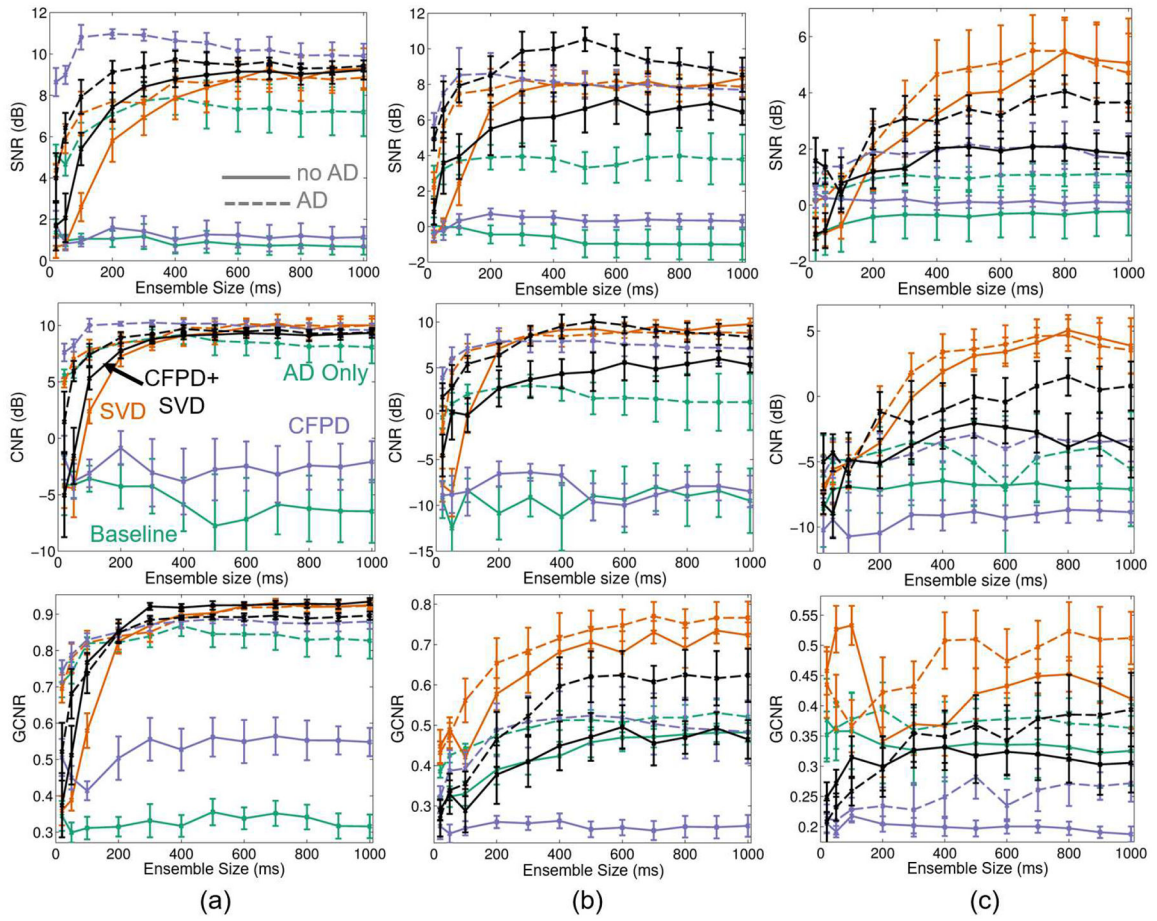 SNR (dB)
12
10
8
6
4
2
0
0 200 400 600 800 1000
Ensemble Size (ms)
no AD
AD
SNR (dB)
12
10
8
6
4
2
0
−2
0 200 400 600 800 1000
Ensemble size (ms)
SNR (dB)
6
4
2
0
−2
0 200 400 600 800 1000
Ensemble size (ms)
CNR (dB)
10
5
0
−5
−10
0 200 400 600 800 1000
Ensemble size (ms)
AD Only
CFPD+
SVD
SVD
CFPD
Baseline
CNR (dB)
10
5
0
−5
−10
−15
0 200 400 600 800 1000
Ensemble size (ms)
CNR (dB)
5
0
−5
−10
0 200 400 600 800 1000
Ensemble size (ms)
GCNR
0.9
0.8
0.7
0.6
0.5
0.4
0.3
0 200 400 600 800 1000
Ensemble Size (ms)
GCNR
0.8
0.7
0.6
0.5
0.4
0.3
0 200 400 600 800 1000
Ensemble Size (ms)
GCNR
0.55
0.5
0.45
0.4
0.35
0.3
0.25
0.2
0 200 400 600 800 1000
Ensemble Size (ms)
(a)
(b)
(c)